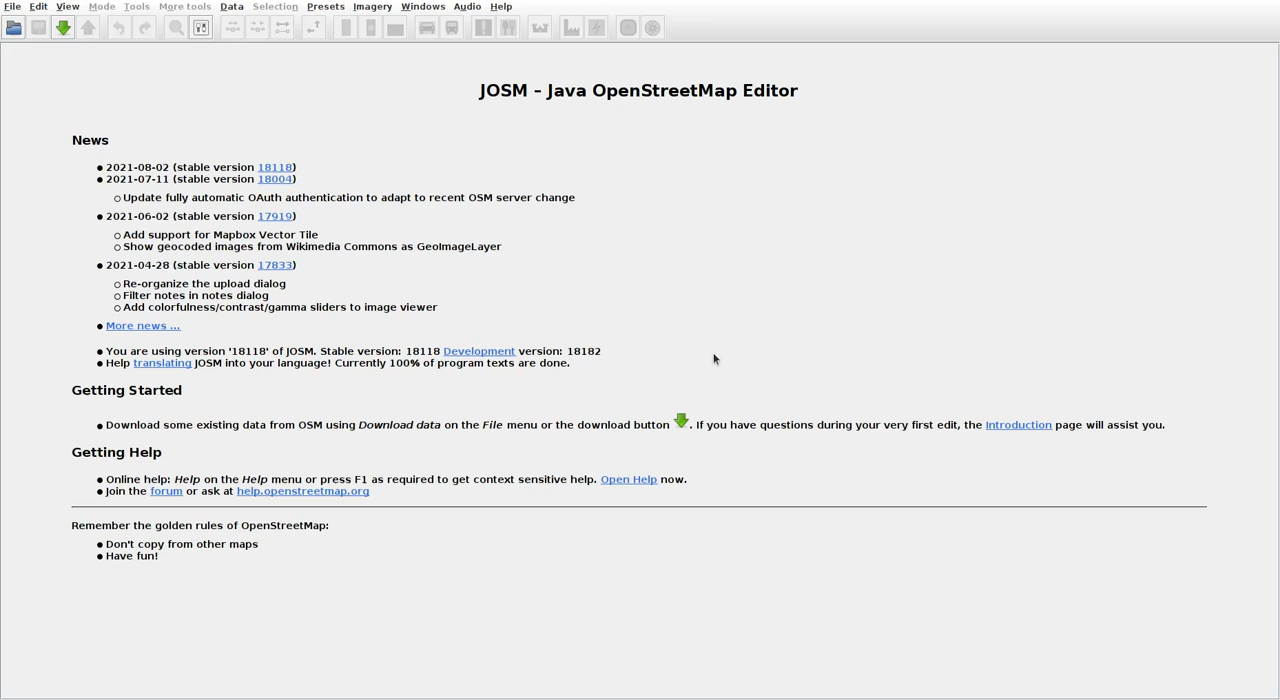 File Edit View Mode Tools More tools Data Selection Presets Imagery Windows Audio Help
JOSM – Java OpenStreetMap Editor
News
2021-08-02 (stable version 18118)
2021-07-11 (stable version 18004)
Update fully automatic OAuth authentication to adapt to recent OSM server change
2021-06-02 (stable version 17919)
Add support for Mapbox Vector Tile
Show geocoded images from Wikimedia Commons as GeoImageLayer
2021-04-28 (stable version 17833)
Re-organize the upload dialog
Filter notes in notes dialog
Add colorfulness/contrast/gamma sliders to image viewer
More news ...
You are using version '18118' of JOSM. Stable version: 18118 Development version: 18182
Help translating JOSM into your language! Currently 100% of program texts are done.
Getting Started
Download some existing data from OSM using Download data on the File menu or the download button . If you have questions during your very first edit, the Introduction page will assist you.
Getting Help
Online help: Help on the Help menu or press F1 as required to get context sensitive help. Open Help now.
Join the forum or ask at help.openstreetmap.org
Remember the golden rules of OpenStreetMap:
Don't copy from other maps
Have fun!